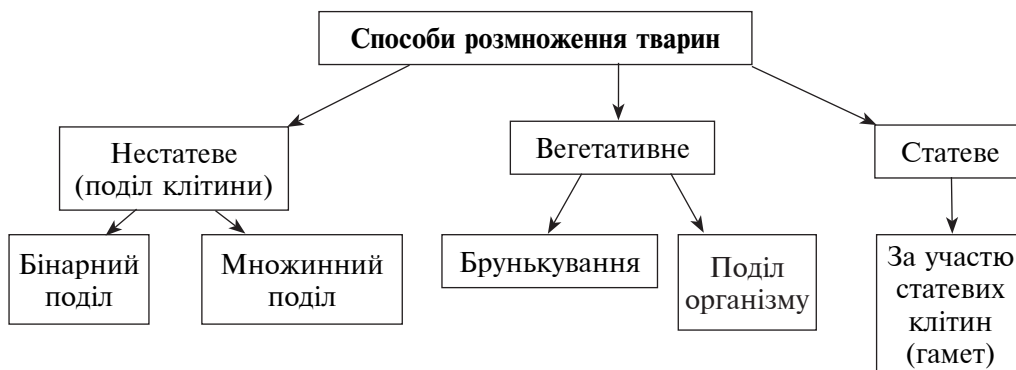 Способи розмноження тварин
Нестатеве
(поділ клітини)
Вегетативне
Статеве
Бінарний
поділ
Множинний
поділ
Брунькування
Поділ
організму
За участю
статевих
клітин
(гамет)